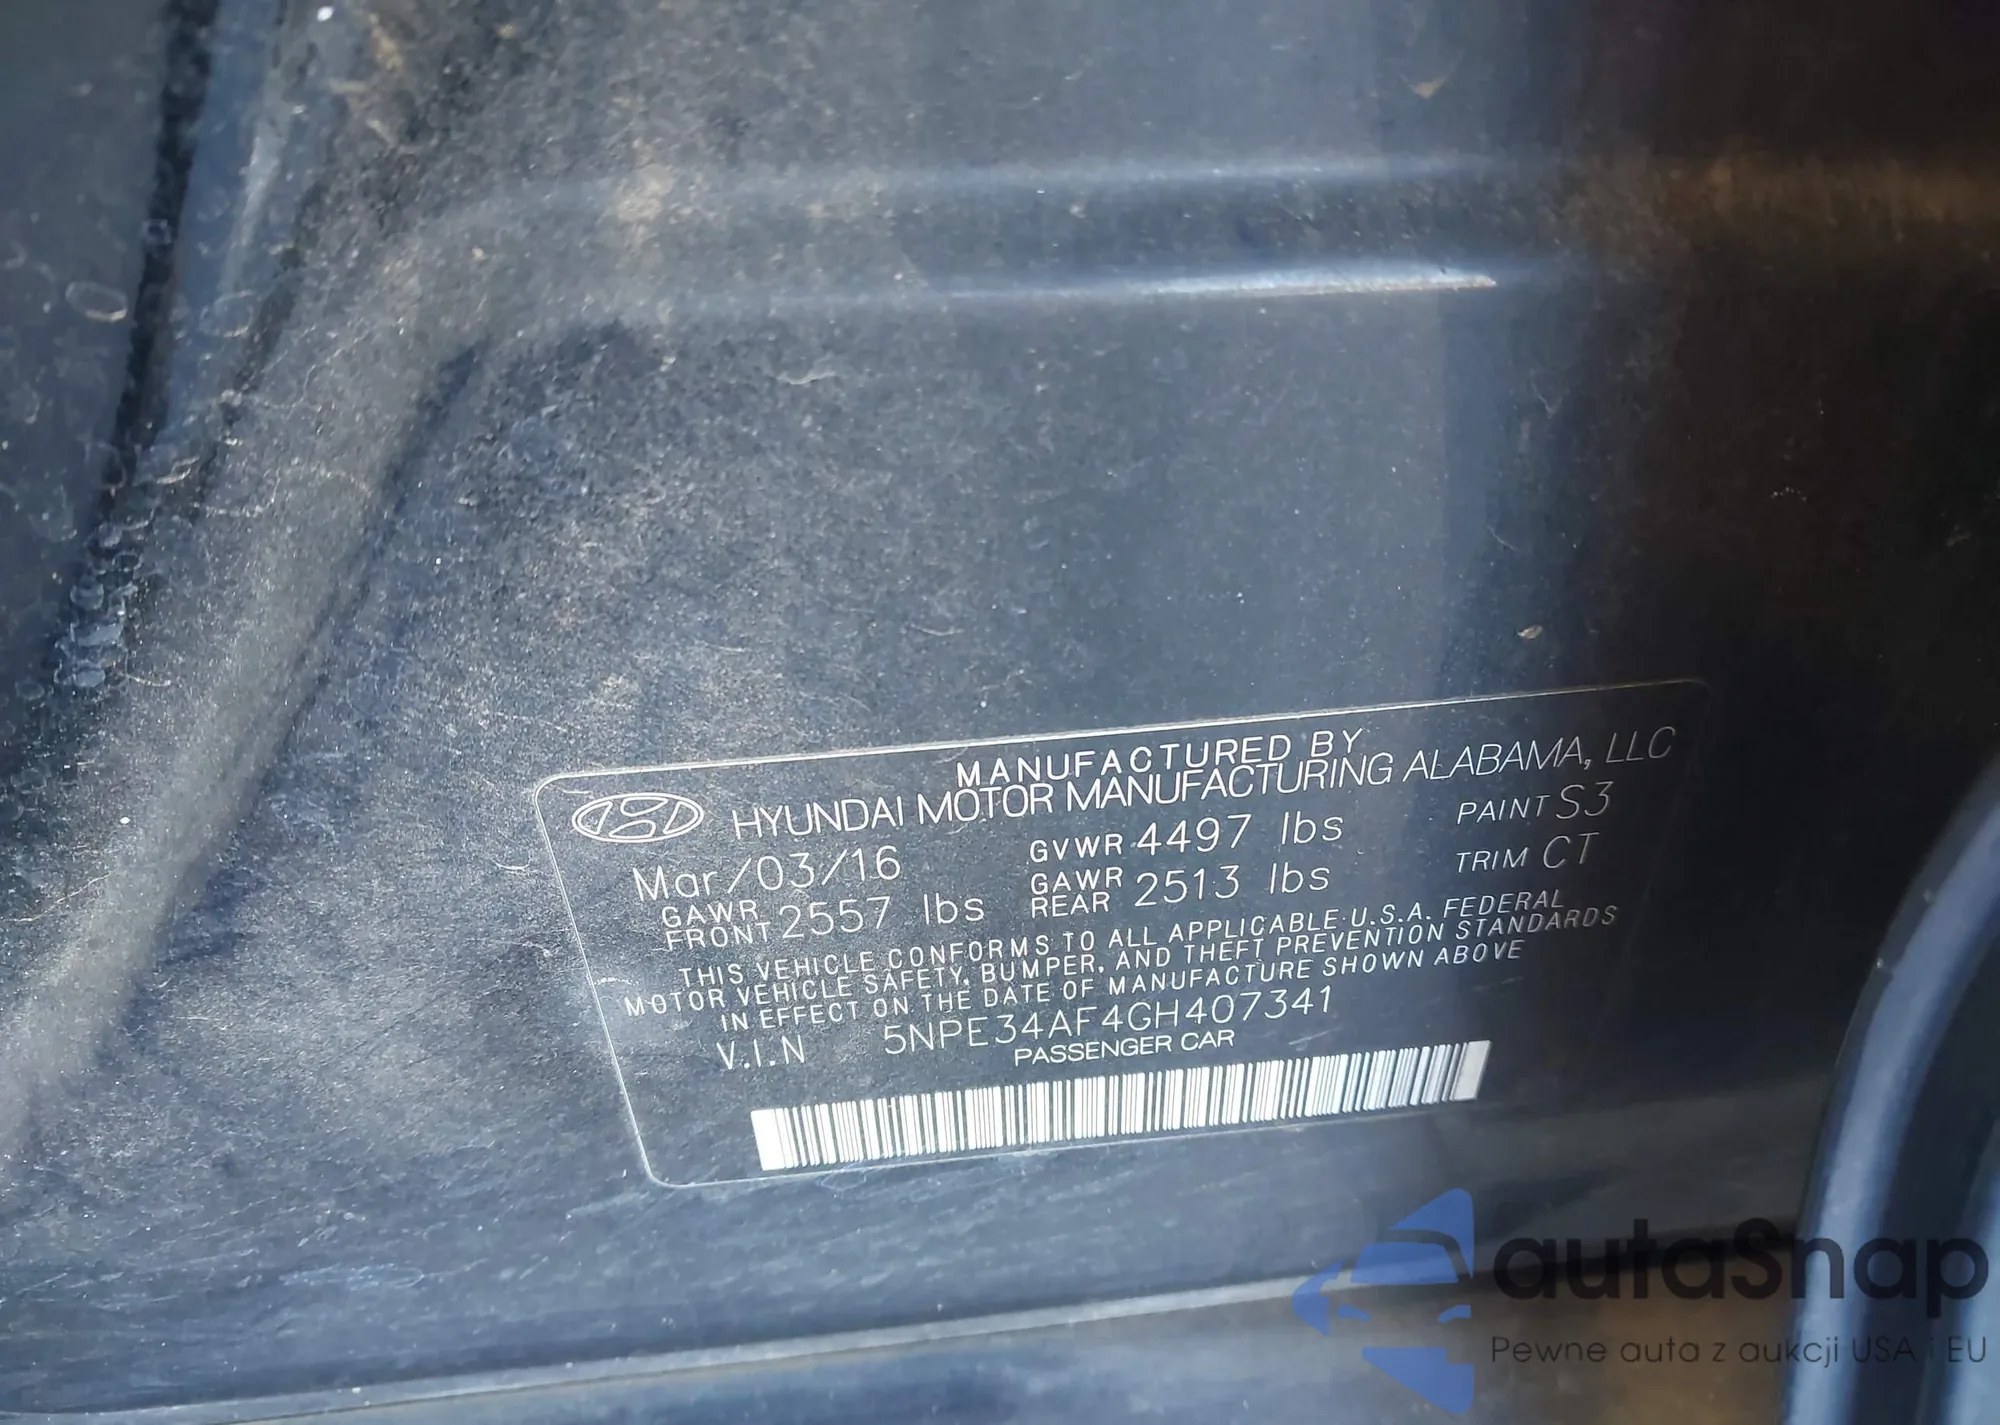 MANUFACTURED BY
HYUNDAI MOTOR MANUFACTURING ALABAMA, LLC
Mar/03/16 GVWR 4497 lbs PAINT S3
GAWR FRONT 2557 lbs GAWR REAR 2513 lbs TRIM CT
THIS VEHICLE CONFORMS TO ALL APPLICABLE U.S.A. FEDERAL
MOTOR VEHICLE SAFETY, BUMPER, AND THEFT PREVENTION STANDARDS
IN EFFECT ON THE DATE OF MANUFACTURE SHOWN ABOVE
V.I.N 5NPE34AF4GH407341
PASSENGER CAR
autaSnap
Pewne auta z aukcji USA i EU